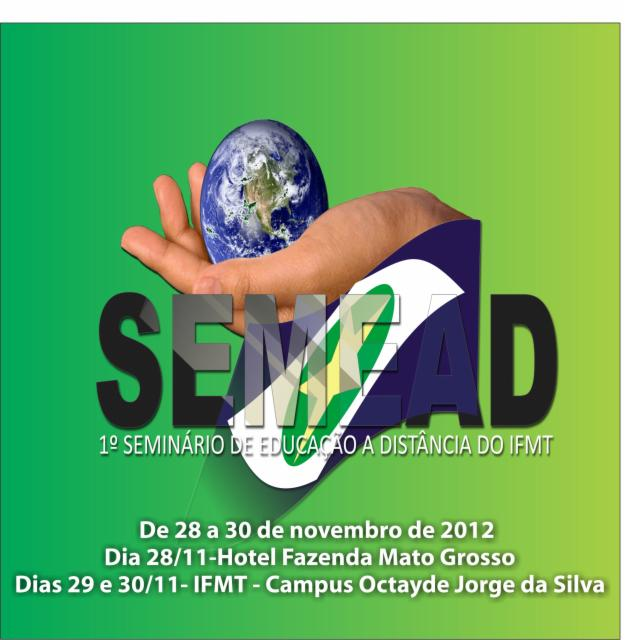 SEMEAD
1º SEMINÁRIO DE EDUCAÇÃO A DISTÂNCIA DO IFMT
De 28 a 30 de novembro de 2012
Dia 28/11-Hotel Fazenda Mato Grosso
Dias 29 e 30/11- IFMT - Campus Octayde Jorge da Silva